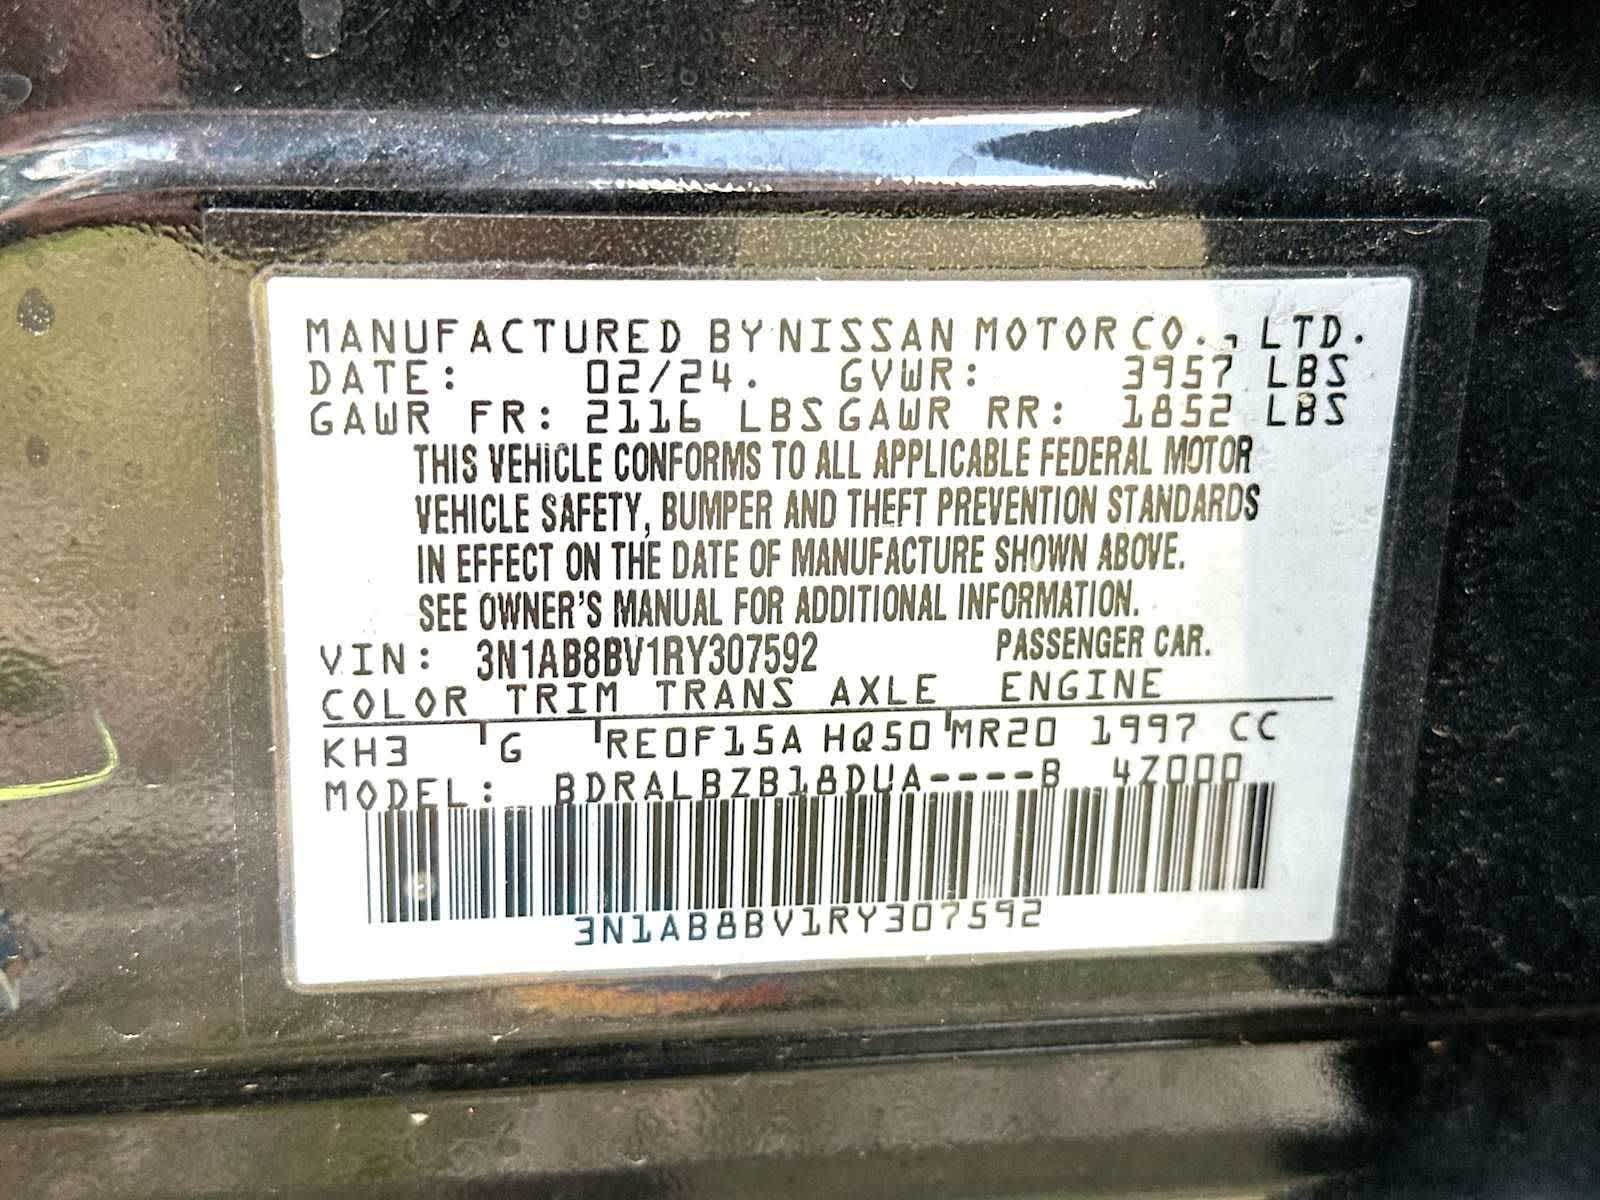 MANUFACTURED BY NISSAN MOTOR CO., LTD.
DATE: 02/24. GVWR: 3957 LBS
GAWR FR: 2116 LBS GAWR RR: 1852 LBS
THIS VEHICLE CONFORMS TO ALL APPLICABLE FEDERAL MOTOR
VEHICLE SAFETY, BUMPER AND THEFT PREVENTION STANDARDS
IN EFFECT ON THE DATE OF MANUFACTURE SHOWN ABOVE.
SEE OWNER'S MANUAL FOR ADDITIONAL INFORMATION.
VIN: 3N1AB8BV1RY307592 PASSENGER CAR.
COLOR TRIM TRANS AXLE ENGINE
KH3 G RE0F15A HQ50 MR20 1997 CC
MODEL: BDRALBZB18DUA----B 4Z000
3N1AB8BV1RY307592